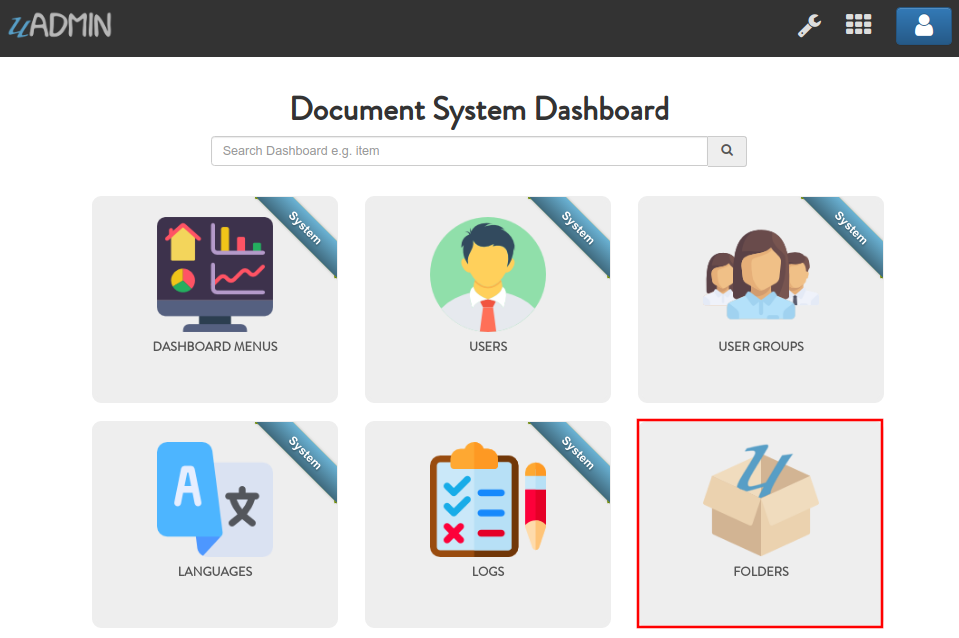 uADMIN
Document System Dashboard
Search Dashboard e.g. item
System
System
System
DASHBOARD MENUS
USERS
USER GROUPS
System
System
A 文
u
LANGUAGES
LOGS
FOLDERS